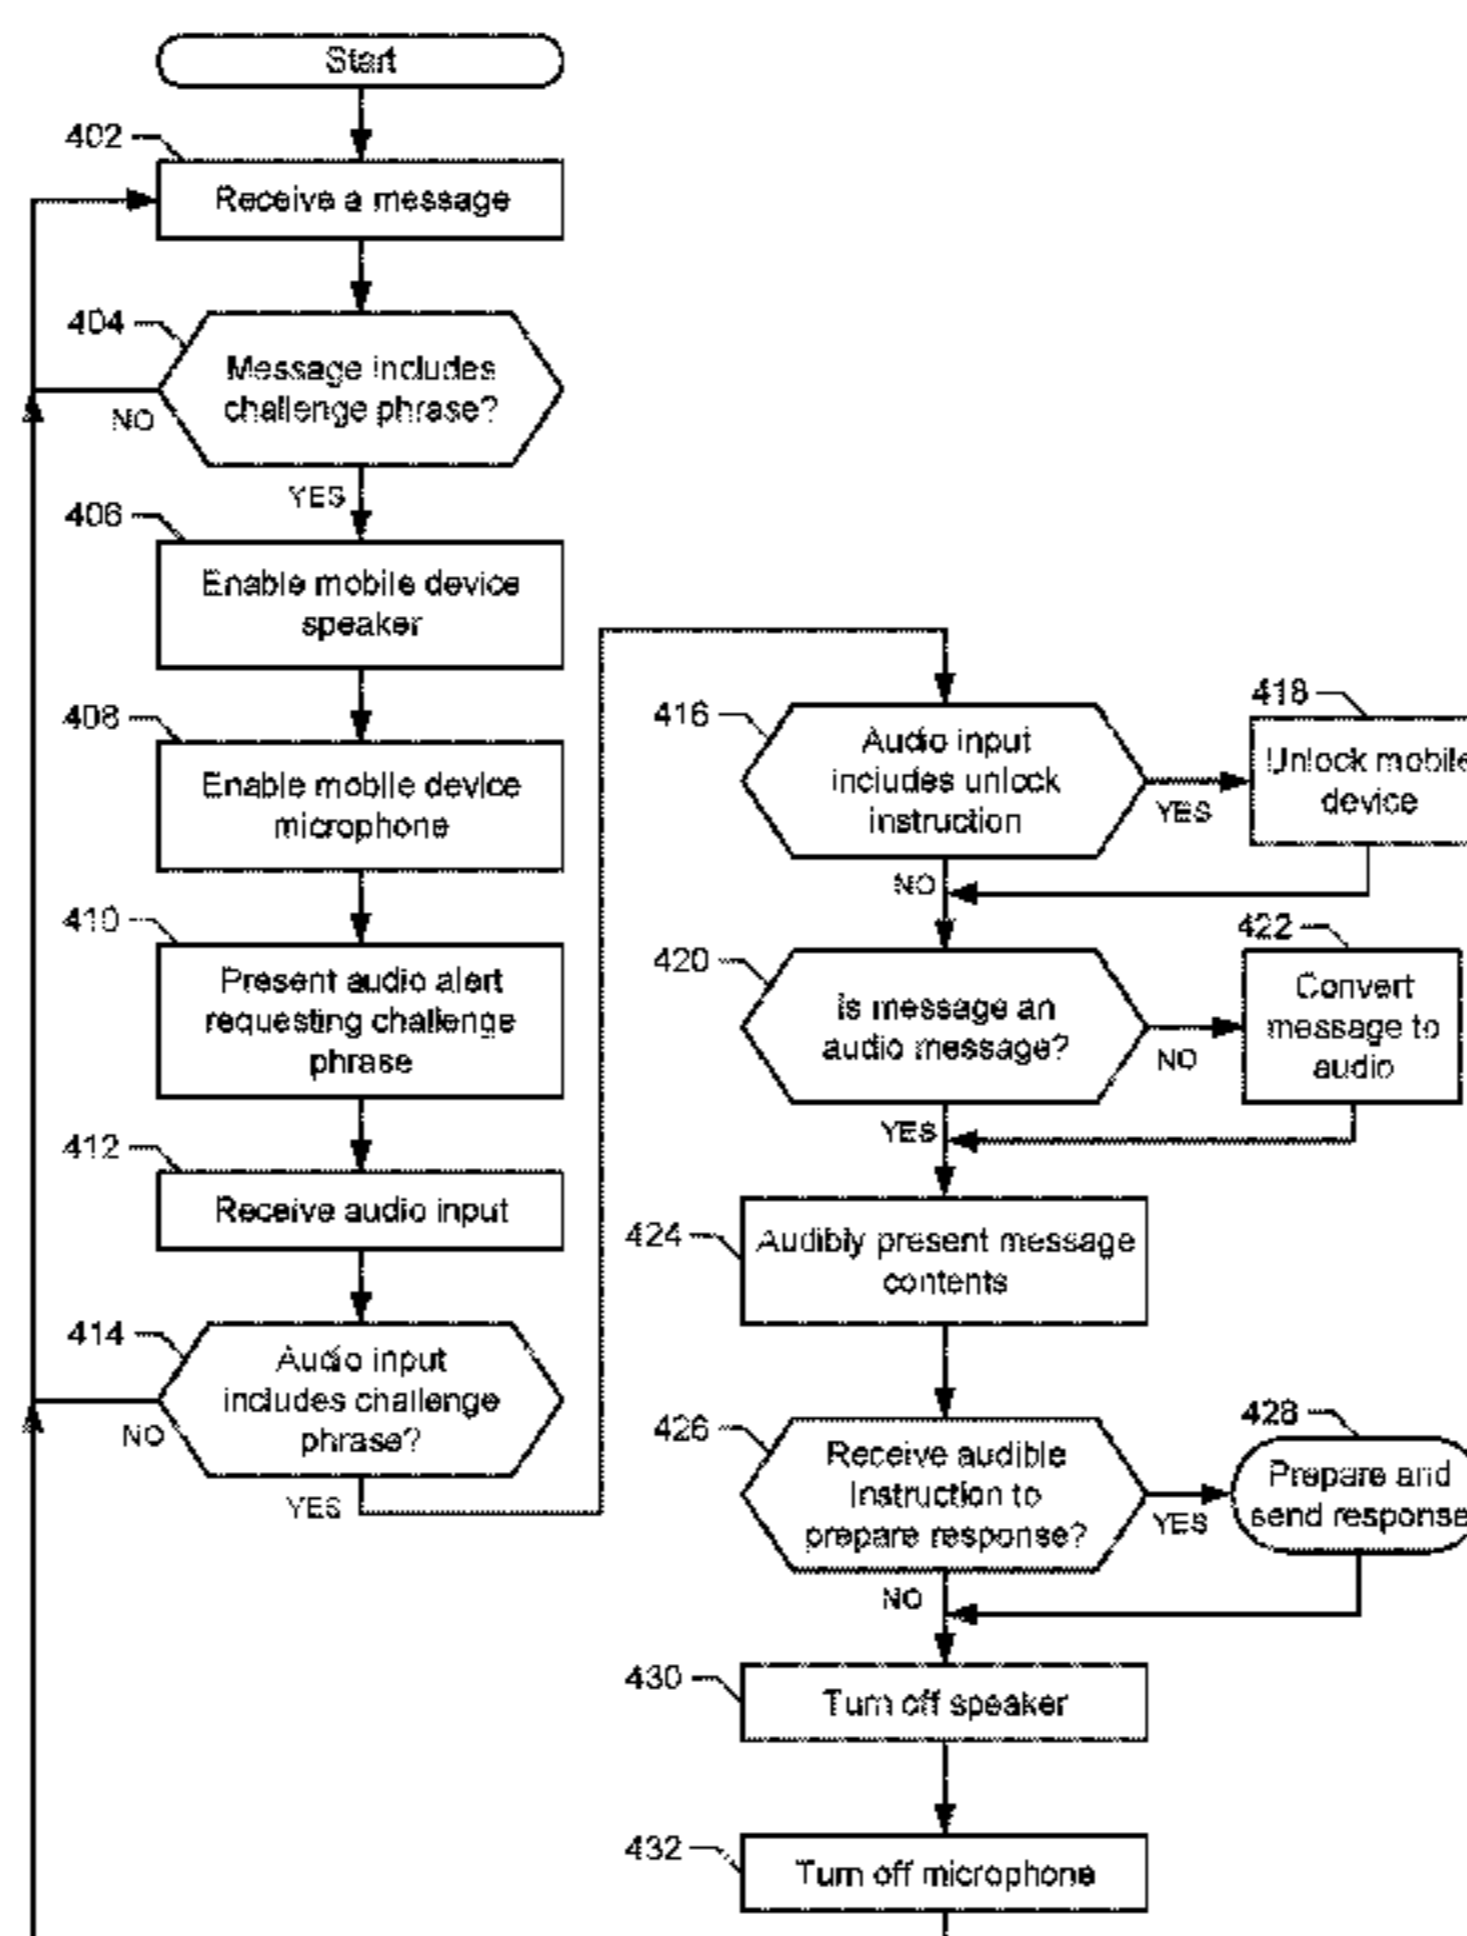 Start
402
Receive a message
404
Message includes
challenge phrase?
NO
YES
406
Enable mobile device
speaker
408
Enable mobile device
microphone
410
Present audio alert
requesting challenge
phrase
412
Receive audio input
414
Audio input
includes challenge
phrase?
NO
YES
416
Audio input
includes unlock
instruction
YES
NO
418
Unlock mobile
device
420
Is message an
audio message?
NO
YES
422
Convert
message to
audio
424
Audibly present message
contents
426
Receive audible
Instruction to
prepare response?
YES
NO
428
Prepare and
send response
430
Turn off speaker
432
Turn off microphone